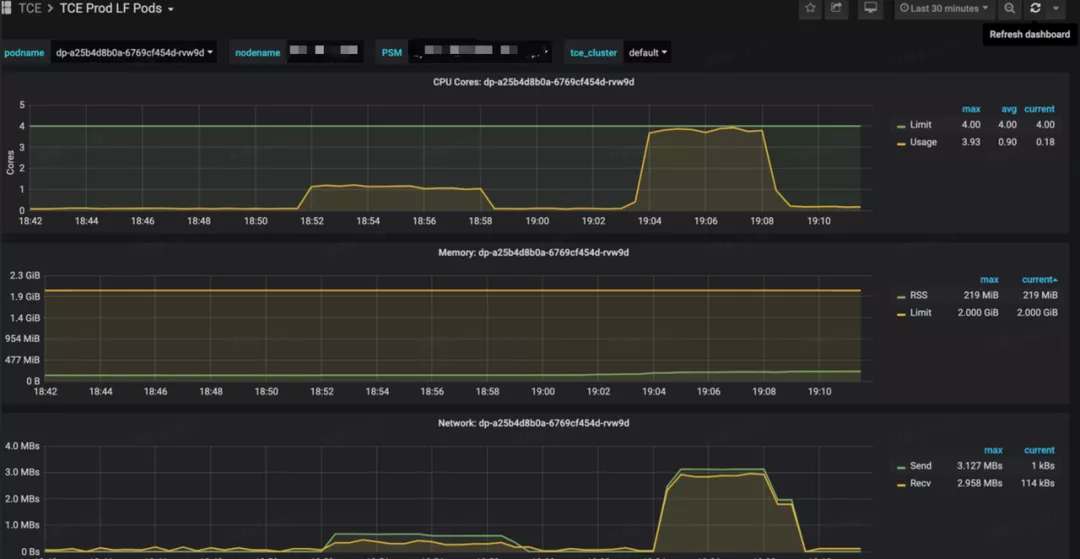 TCE > TCE Prod LF Pods
Last 30 minutes
Refresh dashboard
podname dp-a25b4d8b0a-6769cf454d-rvw9d nodename PSM tce_cluster default
CPU Cores: dp-a25b4d8b0a-6769cf454d-rvw9d
Cores
5
4
3
2
1
0
18:42 18:44 18:46 18:48 18:50 18:52 18:54 18:56 18:58 19:00 19:02 19:04 19:06 19:08 19:10
max avg current
Limit 4.00 4.00 4.00
Usage 3.93 0.90 0.18
Memory: dp-a25b4d8b0a-6769cf454d-rvw9d
2.3 GiB
1.9 GiB
1.4 GiB
954 MiB
477 MiB
0 B
18:42 18:44 18:46 18:48 18:50 18:52 18:54 18:56 18:58 19:00 19:02 19:04 19:06 19:08 19:10
max current
RSS 219 MiB 219 MiB
Limit 2.000 GiB 2.000 GiB
Network: dp-a25b4d8b0a-6769cf454d-rvw9d
4.0 MBs
3.0 MBs
2.0 MBs
1.0 MBs
0 Bs
max current
Send 3.127 MBs 1 kBs
Recv 2.958 MBs 114 kBs